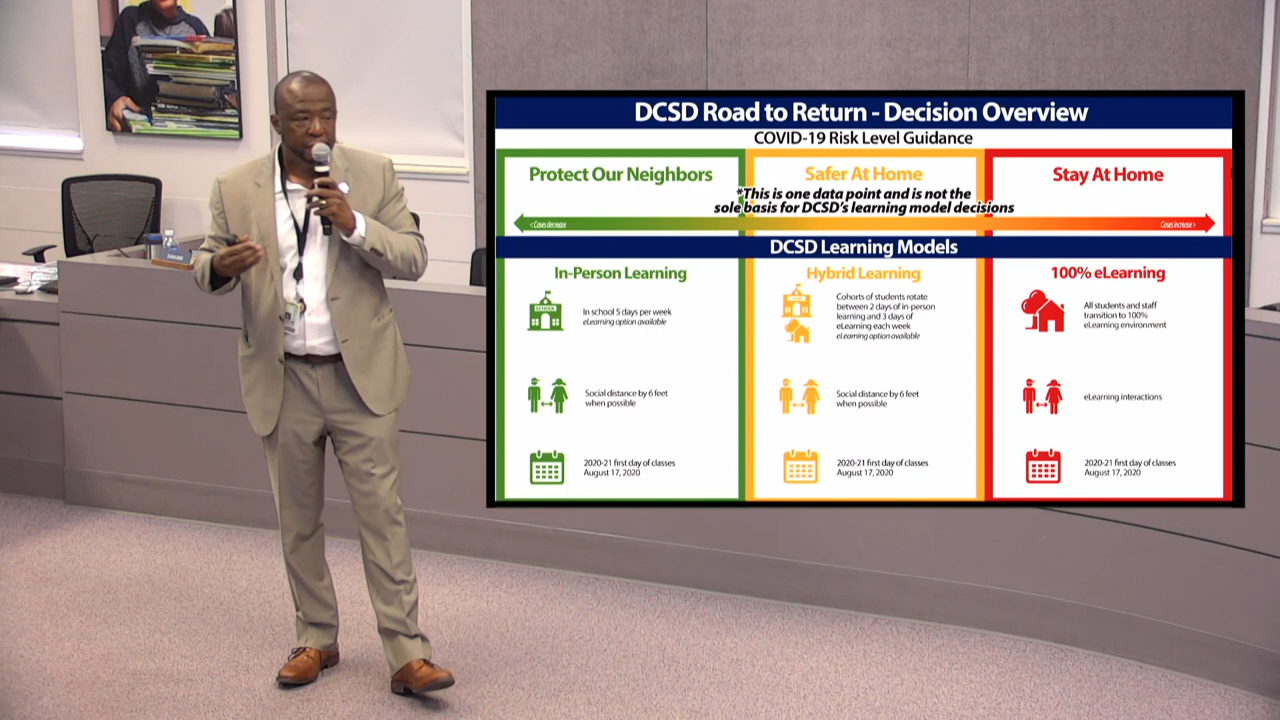 DCSD Road to Return - Decision Overview
COVID-19 Risk Level Guidance
Protect Our Neighbors
Safer At Home
Stay At Home
*This is one data point and is not the
sole basis for DCSD's learning model decisions
< Cases decrease
Cases increase >
DCSD Learning Models
In-Person Learning
SCHOOL
In school 5 days per week
eLearning option available
Social distance by 6 feet
when possible
2020-21 first day of classes
August 17, 2020
Hybrid Learning
Cohorts of students rotate
between 2 days of in-person
learning and 3 days of
eLearning each week
eLearning option available
Social distance by 6 feet
when possible
2020-21 first day of classes
August 17, 2020
100% eLearning
All students and staff
transition to 100%
eLearning environment
eLearning interactions
2020-21 first day of classes
August 17, 2020